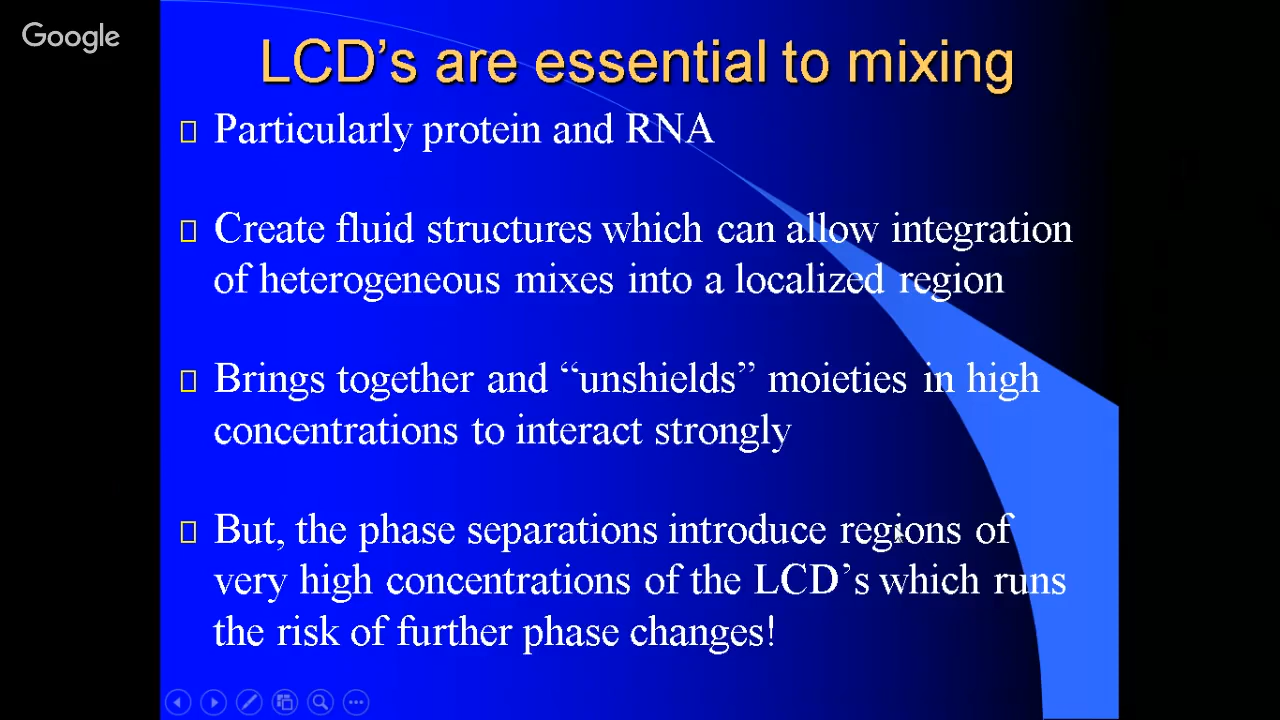 Google
LCD’s are essential to mixing
Particularly protein and RNA
Create fluid structures which can allow integration
of heterogeneous mixes into a localized region
Brings together and “unshields” moieties in high
concentrations to interact strongly
But, the phase separations introduce regions of
very high concentrations of the LCD’s which runs
the risk of further phase changes!